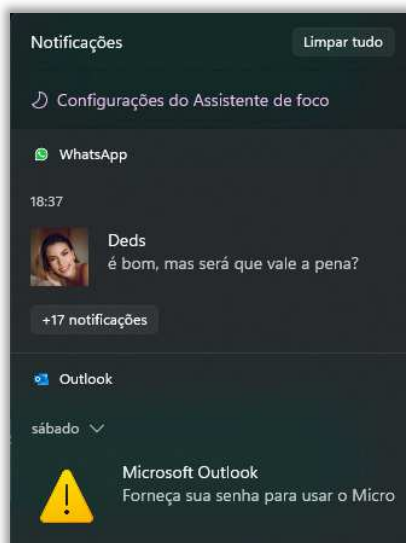 Notificações
Limpar tudo
Configurações do Assistente de foco
WhatsApp
18:37
Deds
é bom, mas será que vale a pena?
+17 notificações
Outlook
sábado
Microsoft Outlook
Forneça sua senha para usar o Micro